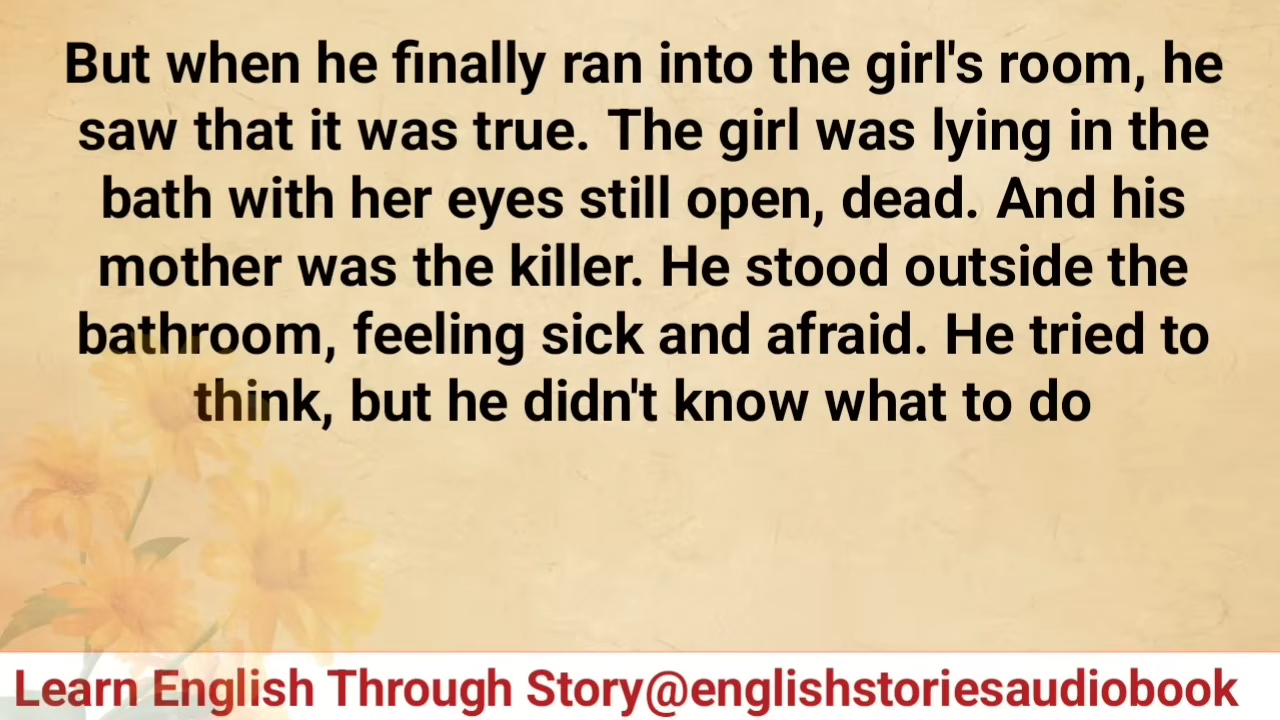 But when he finally ran into the girl's room, he
saw that it was true. The girl was lying in the
bath with her eyes still open, dead. And his
mother was the killer. He stood outside the
bathroom, feeling sick and afraid. He tried to
think, but he didn't know what to do
Learn English Through Story@englishstoriesaudiobook